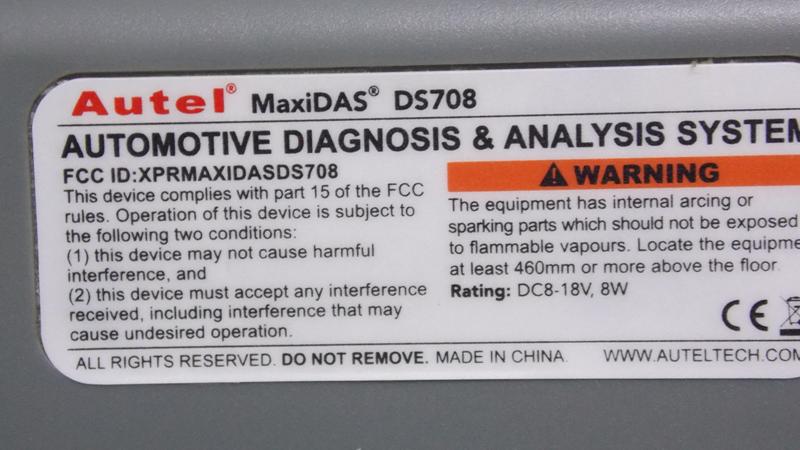 Autel® MaxiDAS® DS708
AUTOMOTIVE DIAGNOSIS & ANALYSIS SYSTEM
FCC ID:XPRMAXIDASDS708
This device complies with part 15 of the FCC
rules. Operation of this device is subject to
the following two conditions:
(1) this device may not cause harmful
interference, and
(2) this device must accept any interference
received, including interference that may
cause undesired operation.
WARNING
The equipment has internal arcing or
sparking parts which should not be exposed
to flammable vapours. Locate the equipme
at least 460mm or more above the floor.
Rating: DC8-18V, 8W
CE
ALL RIGHTS RESERVED. DO NOT REMOVE. MADE IN CHINA. WWW.AUTELTECH.COM